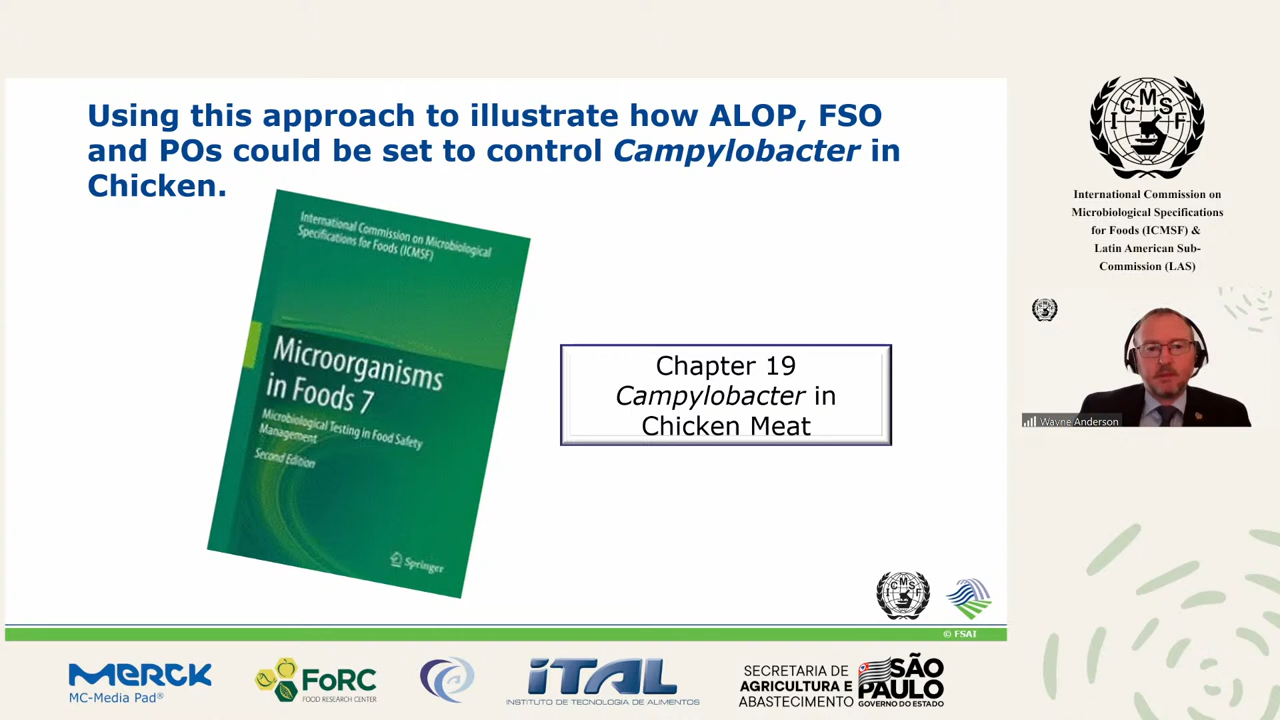 Using this approach to illustrate how ALOP, FSO
and POs could be set to control Campylobacter in
Chicken.
International Commission on Microbiological
Specifications for Foods (ICMSF)
Microorganisms
in Foods 7
Microbiological Testing in Food Safety
Management
Second Edition
Springer
Chapter 19
Campylobacter in
Chicken Meat
ICMSF
© FSAI
ICMSF
International Commission on
Microbiological Specifications
for Foods (ICMSF) &
Latin American Sub-
Commission (LAS)
Wayne Anderson
MERCK
MC-Media Pad®
FoRC
FOOD RESEARCH CENTER
iTAL
INSTITUTO DE TECNOLOGIA DE ALIMENTOS
SECRETARIA DE
AGRICULTURA E
ABASTECIMENTO
SÃO
PAULO
GOVERNO DO ESTADO